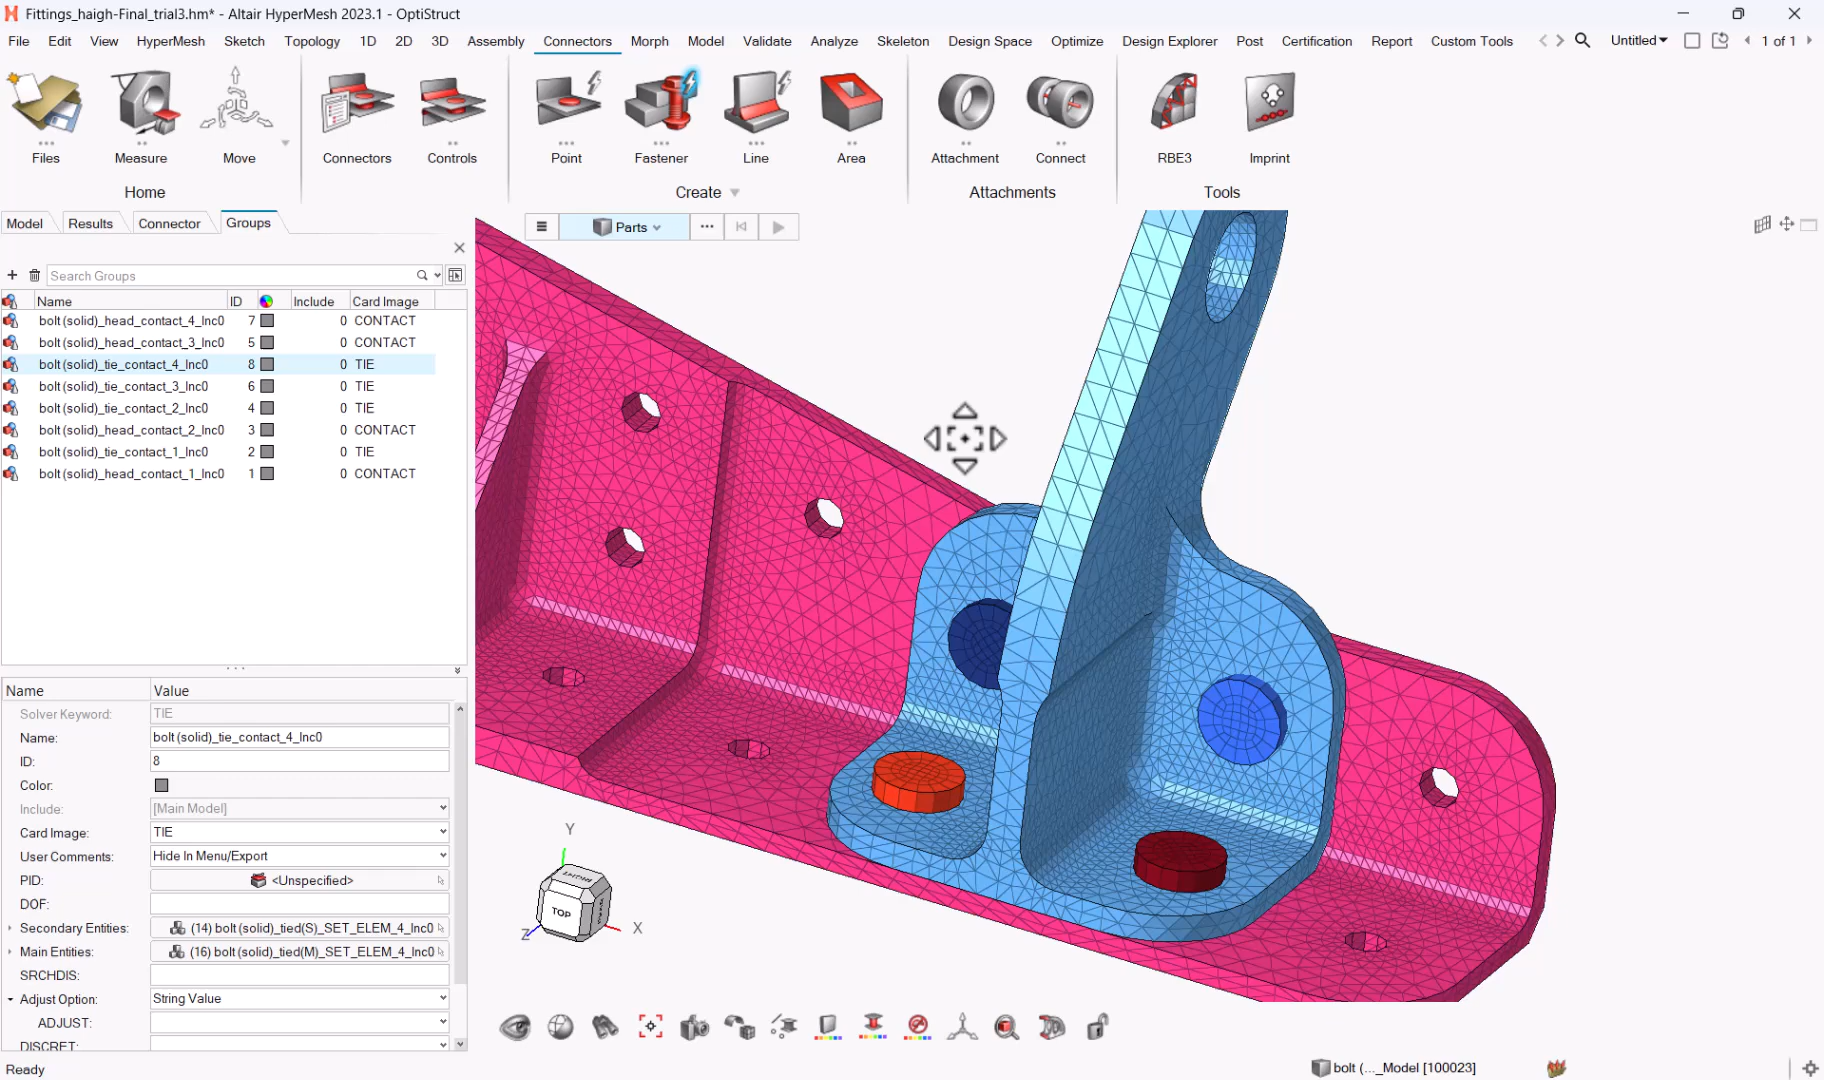 Fittings_haigh-Final_trial3.hm* - Altair HyperMesh 2023.1 - OptiStruct
File Edit View HyperMesh Sketch Topology 1D 2D 3D Assembly Connectors Morph Model Validate Analyze Skeleton Design Space Optimize Design Explorer Post Certification Report Custom Tools Untitled 1 of 1
Files Measure Move Connectors Controls Point Fastener Line Area Attachment Connect RBE3 Imprint
Home Create Attachments Tools
Model Results Connector Groups
Parts
Search Groups
Name ID Include Card Image
bolt (solid)_head_contact_4_Inc0 7 0 CONTACT
bolt (solid)_head_contact_3_Inc0 5 0 CONTACT
bolt (solid)_tie_contact_4_Inc0 8 0 TIE
bolt (solid)_tie_contact_3_Inc0 6 0 TIE
bolt (solid)_tie_contact_2_Inc0 4 0 TIE
bolt (solid)_head_contact_2_Inc0 3 0 CONTACT
bolt (solid)_tie_contact_1_Inc0 2 0 TIE
bolt (solid)_head_contact_1_Inc0 1 0 CONTACT
Name Value
Solver Keyword: TIE
Name: bolt (solid)_tie_contact_4_Inc0
ID: 8
Color:
Include: [Main Model]
Card Image: TIE
User Comments: Hide In Menu/Export
PID: <Unspecified>
DOF:
Secondary Entities: (14) bolt (solid)_tied(S)_SET_ELEM_4_Inc0
Main Entities: (16) bolt (solid)_tied(M)_SET_ELEM_4_Inc0
SRCHDIS:
Adjust Option: String Value
ADJUST:
DISCRET:
Y
TOP
Z
X
Ready
bolt (..._Model [100023]